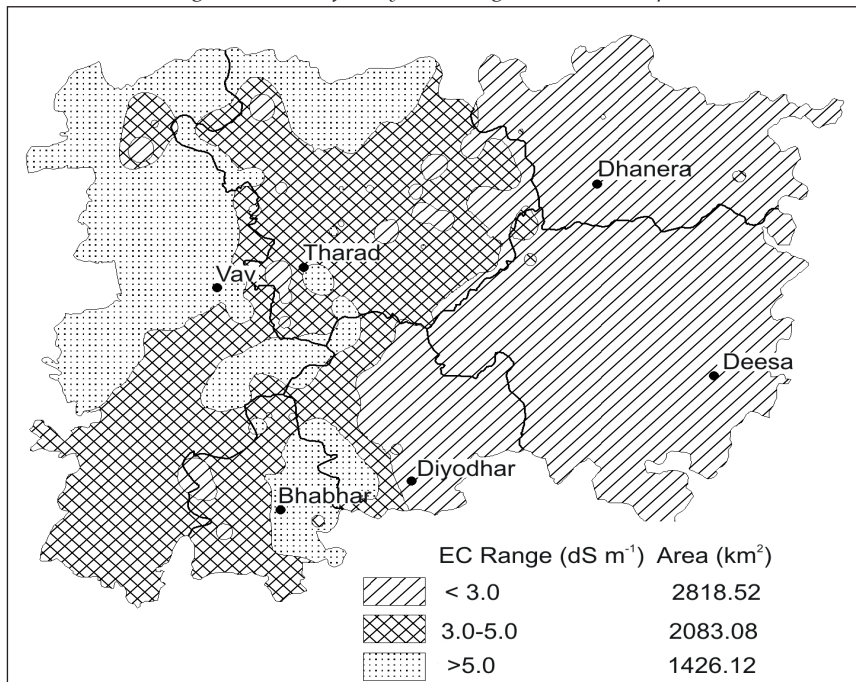 Dhanera
Tharad
Vav
Deesa
Diyodhar
Bhabhar
EC Range (dS m⁻¹) Area (km²)
< 3.0 2818.52
3.0-5.0 2083.08
>5.0 1426.12